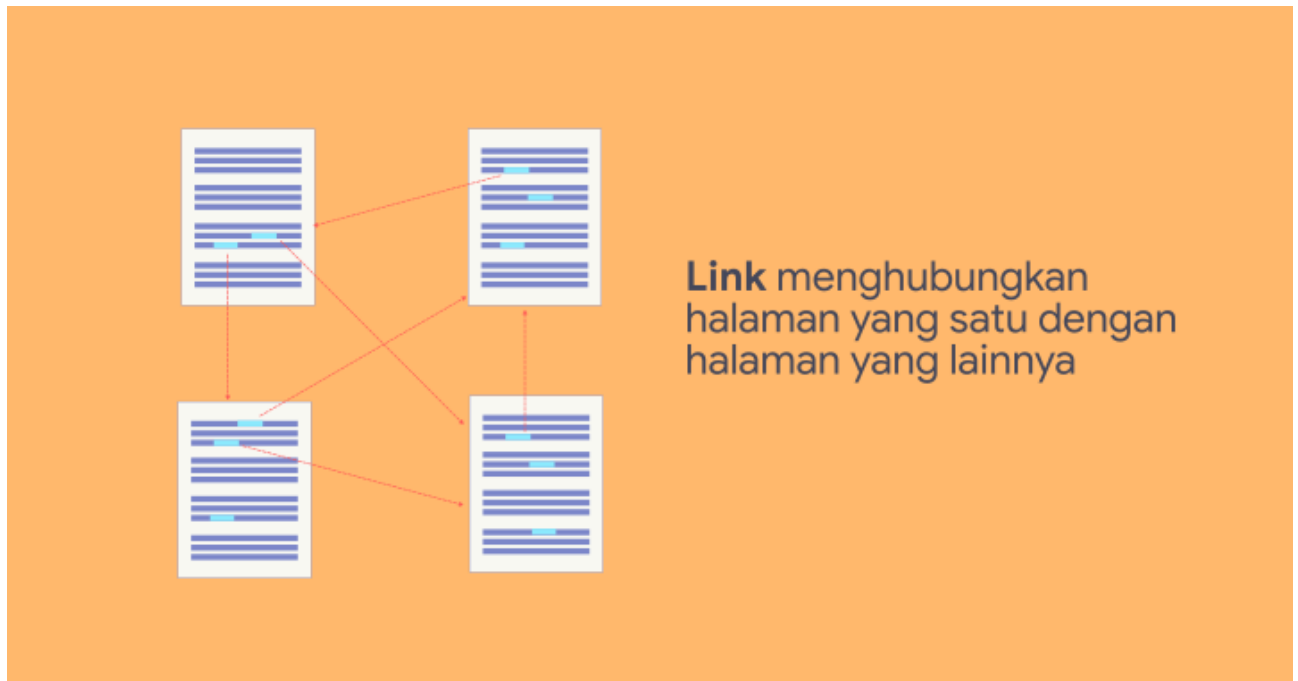 Link menghubungkan
halaman yang satu dengan
halaman yang lainnya